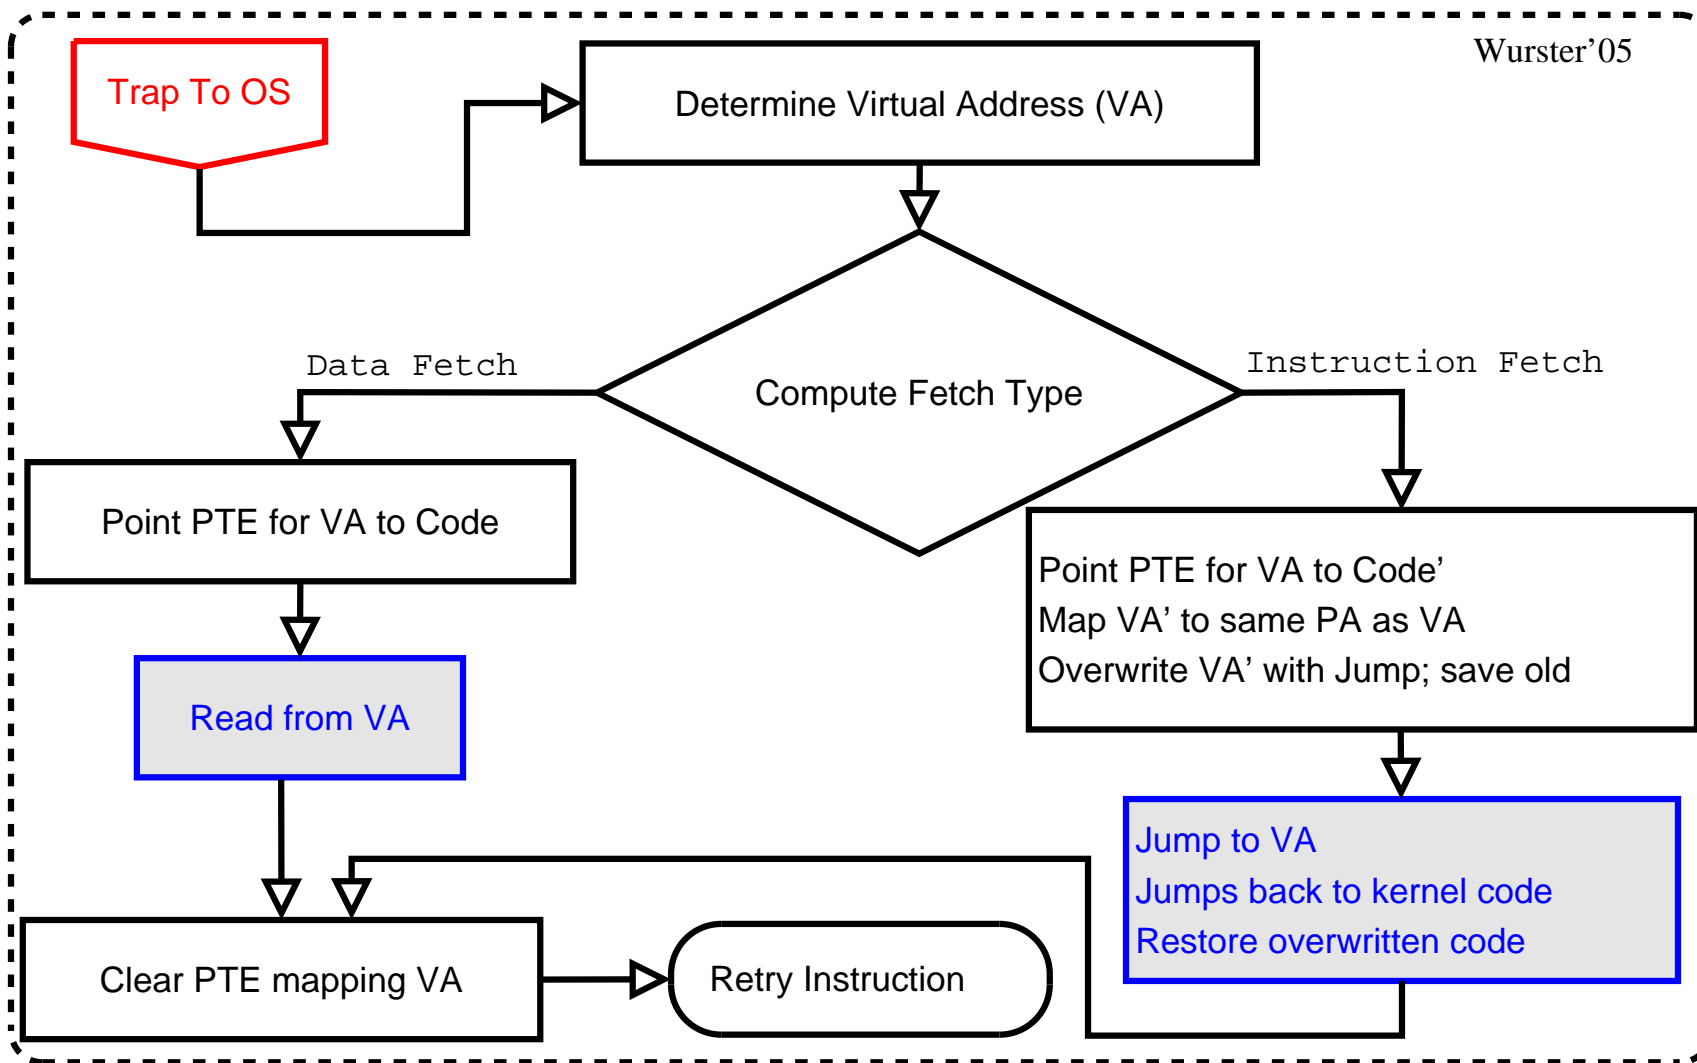 Wurster’05
Trap To OS
Determine Virtual Address (VA)
Compute Fetch Type
Data Fetch
Instruction Fetch
Point PTE for VA to Code
Read from VA
Point PTE for VA to Code’
Map VA’ to same PA as VA
Overwrite VA’ with Jump; save old
Jump to VA
Jumps back to kernel code
Restore overwritten code
Clear PTE mapping VA
Retry Instruction